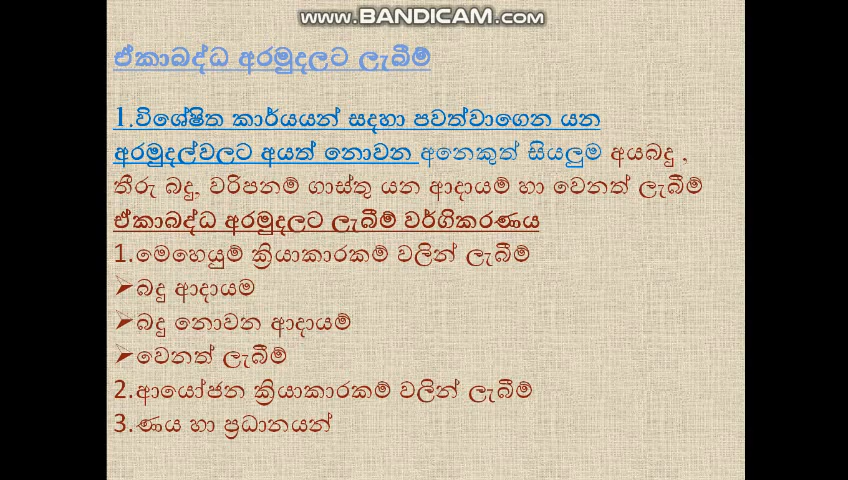 www.BANDICAM.com
ඒකාබද්ධ අරමුදලට ලැබීම්
1.විශේෂිත කාර්යයන් සදහා පවත්වාගෙන යන
අරමුදල්වලට අයත් නොවන අනෙකුත් සියලුම අයබදු ,
තීරු බදු, වරිපනම් ගාස්තු යන ආදායම් හා වෙනත් ලැබීම්
ඒකාබද්ධ අරමුදලට ලැබීම් වර්ගිකරණය
1.මෙහෙයුම් ක්‍රියාකාරකම් වලින් ලැබීම්
➢බදු ආදායම
➢බදු නොවන ආදායම්
➢වෙනත් ලැබීම්
2.ආයෝජන ක්‍රියාකාරකම් වලින් ලැබීම්
3.ණය හා ප්‍රධානයන්